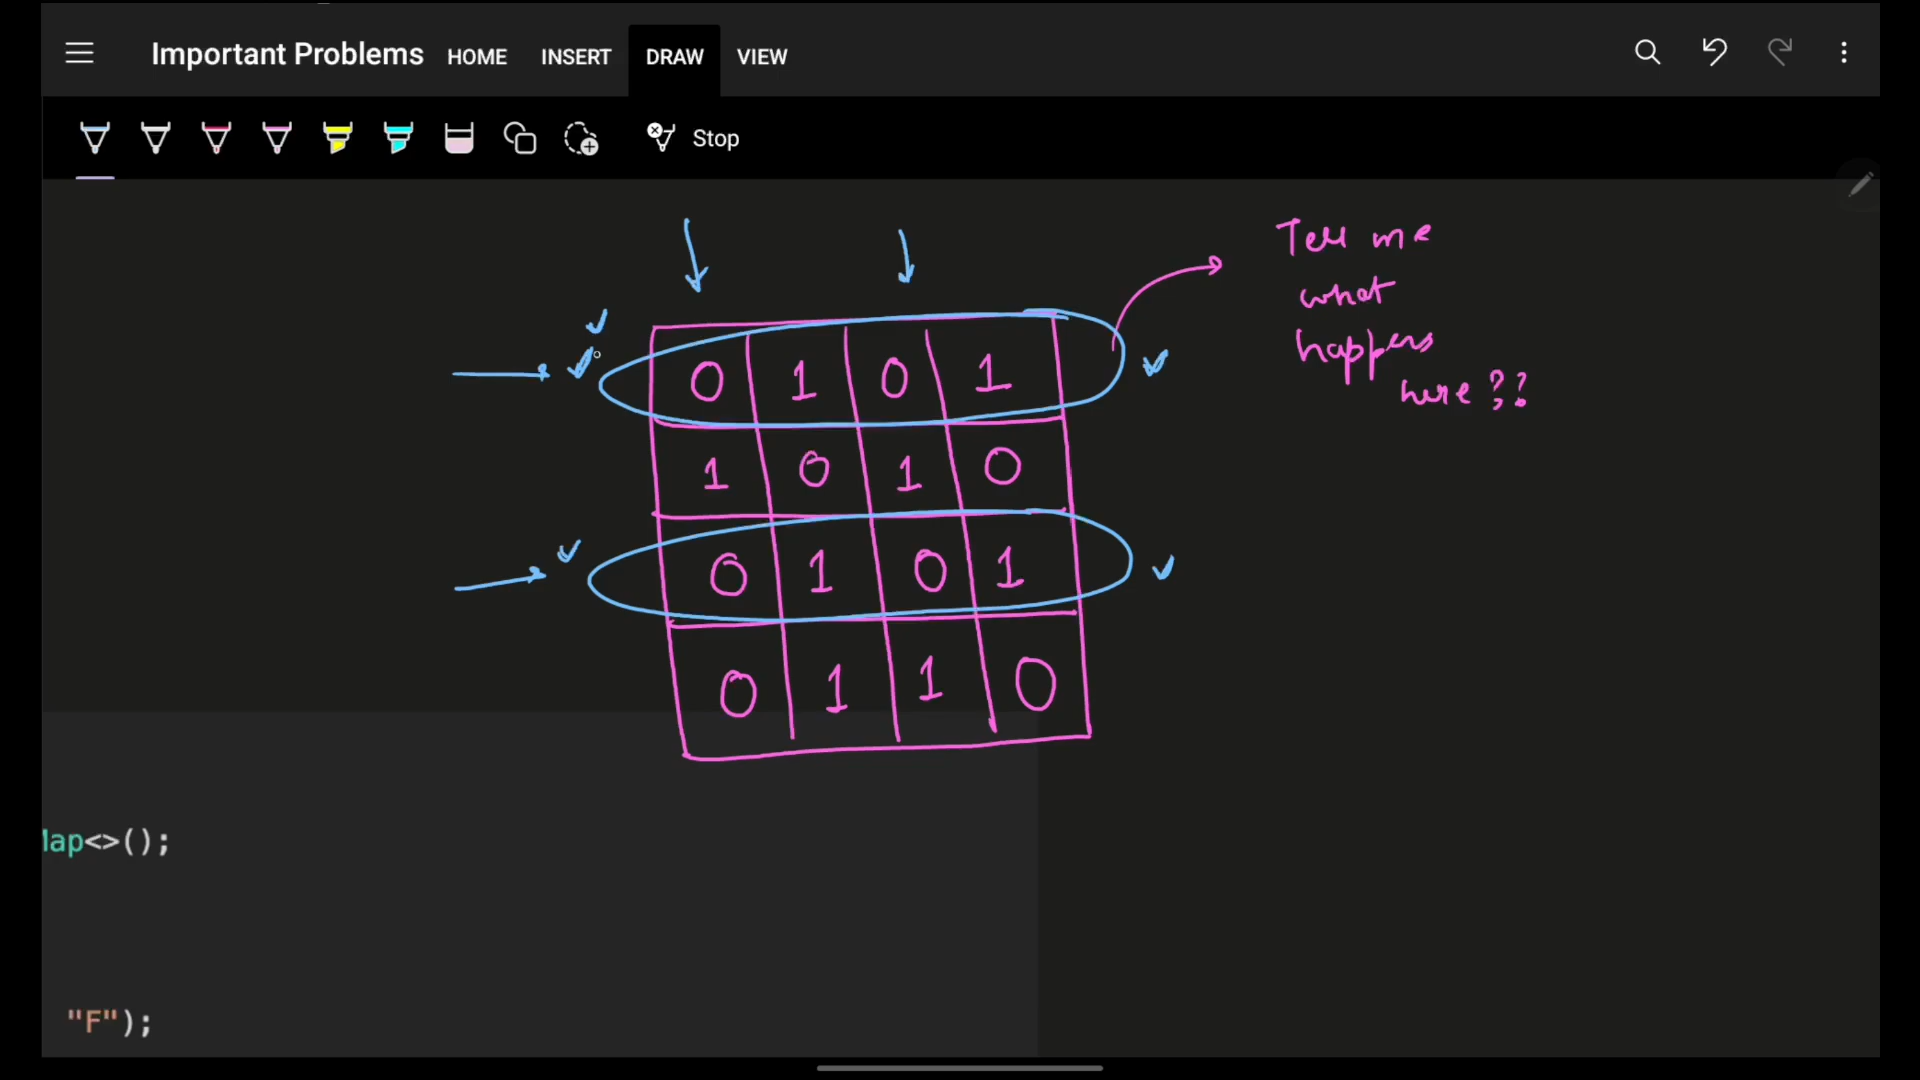 Important Problems HOME INSERT DRAW VIEW
Stop
Tell me
what
happens
here ??
0 1 0 1
1 0 1 0
0 1 0 1
0 1 1 0
Map<>();
"F");